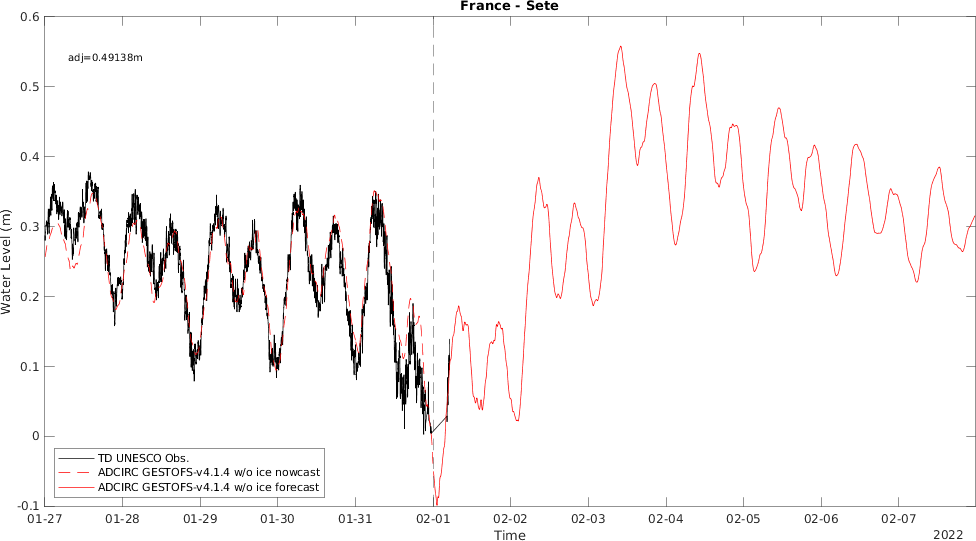 France - Sete
adj=0.49138m
Water Level (m)
0.6
0.5
0.4
0.3
0.2
0.1
0
-0.1
TD UNESCO Obs.
ADCIRC GESTOFS-v4.1.4 w/o ice nowcast
ADCIRC GESTOFS-v4.1.4 w/o ice forecast
01-27 01-28 01-29 01-30 01-31 02-01 02-02 02-03 02-04 02-05 02-06 02-07
Time
2022